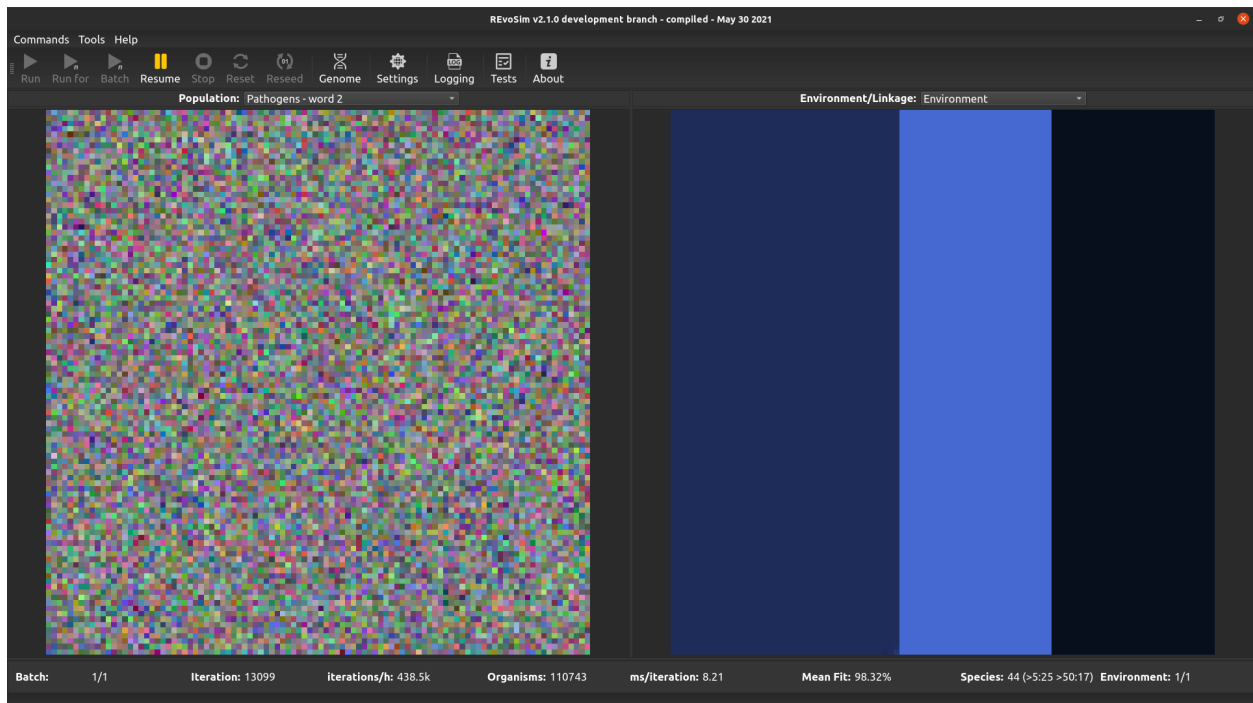 REvoSim v2.1.0 development branch - compiled - May 30 2021
Commands Tools Help
Run Run for Batch Resume Stop Reset Reseed Genome Settings Logging Tests About
Population: Pathogens - word 2 Environment/Linkage: Environment
Batch: 1/1 Iteration: 13099 iterations/h: 438.5k Organisms: 110743 ms/iteration: 8.21 Mean Fit: 98.32% Species: 44 (>5:25 >50:17) Environment: 1/1